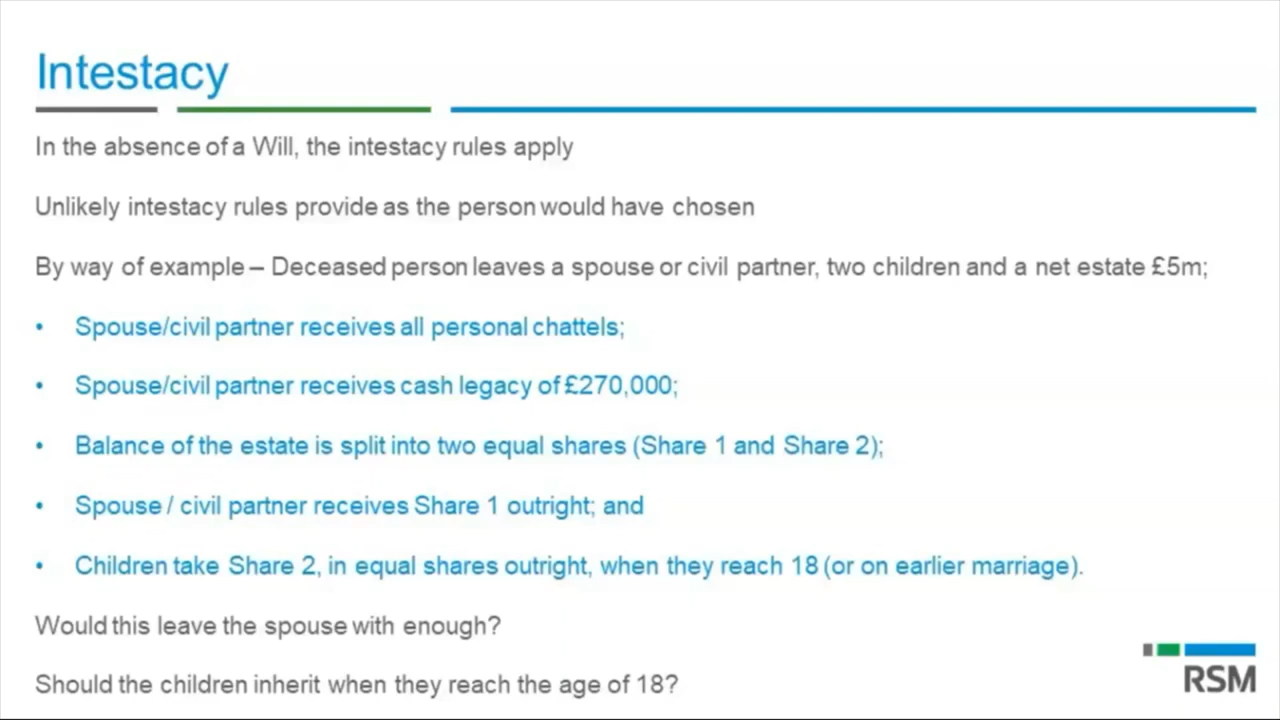 Intestacy
In the absence of a Will, the intestacy rules apply
Unlikely intestacy rules provide as the person would have chosen
By way of example – Deceased person leaves a spouse or civil partner, two children and a net estate £5m;
• Spouse/civil partner receives all personal chattels;
• Spouse/civil partner receives cash legacy of £270,000;
• Balance of the estate is split into two equal shares (Share 1 and Share 2);
• Spouse / civil partner receives Share 1 outright; and
• Children take Share 2, in equal shares outright, when they reach 18 (or on earlier marriage).
Would this leave the spouse with enough?
Should the children inherit when they reach the age of 18?
RSM